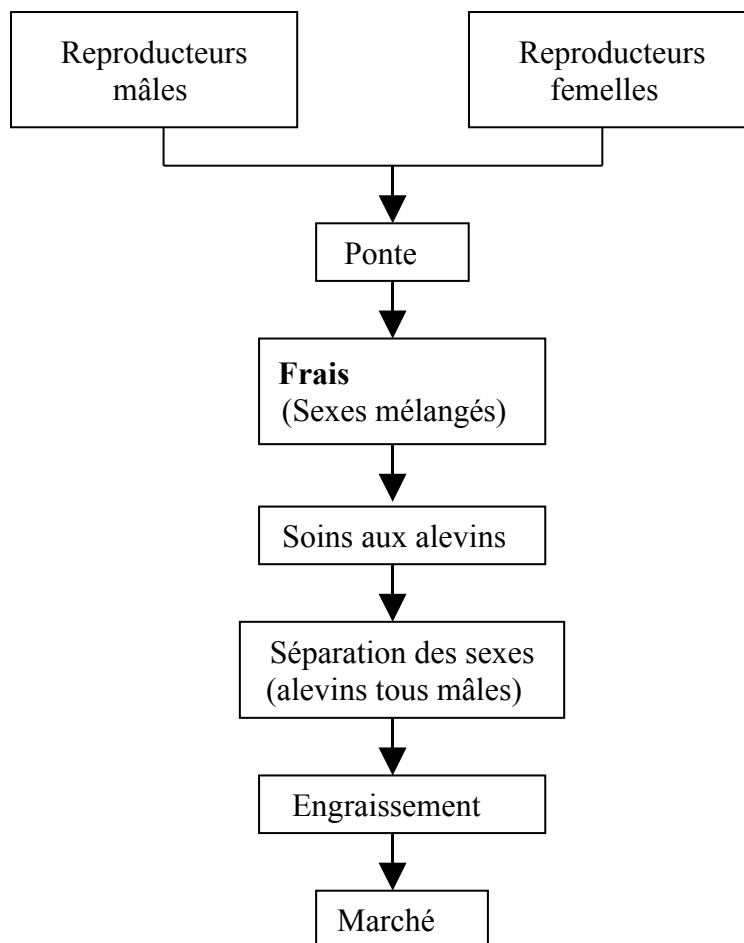 Reproducteurs
mâles
Reproducteurs
femelles
Ponte
Frais
(Sexes mélangés)
Soins aux alevins
Séparation des sexes
(alevins tous mâles)
Engraissement
Marché